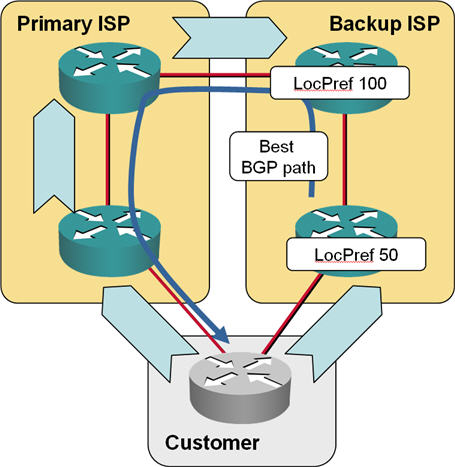 Primary ISP
Backup ISP
LocPref 100
Best
BGP path
LocPref 50
Customer